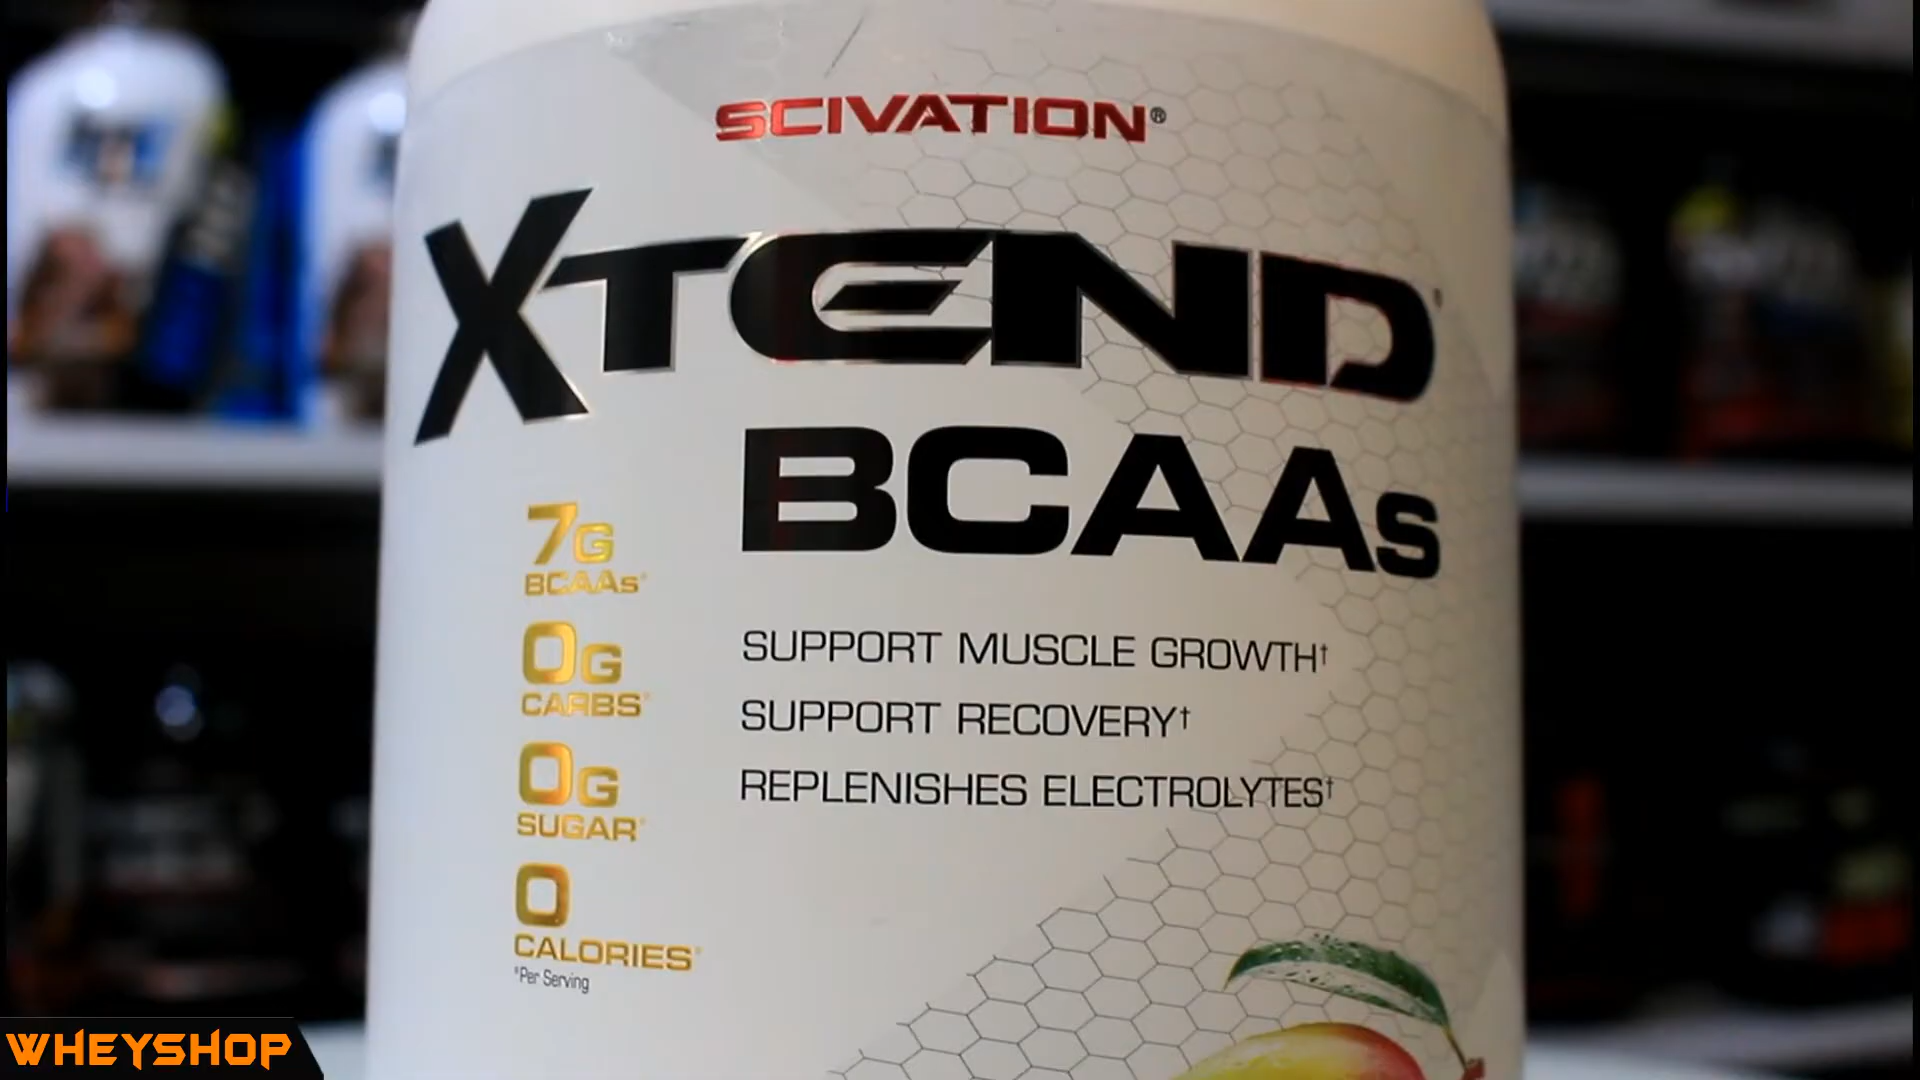 SCIVATION®
XTEND
BCAAs
7G
BCAAs*
0G
CARBS*
0G
SUGAR*
0
CALORIES*
*Per Serving
SUPPORT MUSCLE GROWTH†
SUPPORT RECOVERY†
REPLENISHES ELECTROLYTES†
WHEYSHOP